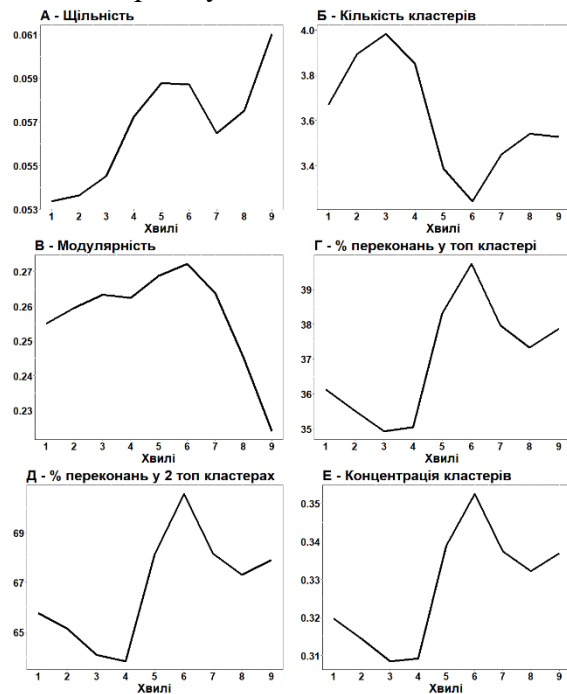 А - Щільність
0.061
0.059
0.057
0.055
0.053
1 2 3 4 5 6 7 8 9
Хвилі
Б - Кількість кластерів
4.0
3.8
3.6
3.4
1 2 3 4 5 6 7 8 9
Хвилі
В - Модулярність
0.27
0.26
0.25
0.24
0.23
1 2 3 4 5 6 7 8 9
Хвилі
Г - % переконань у топ кластері
39
38
37
36
35
1 2 3 4 5 6 7 8 9
Хвилі
Д - % переконань у 2 топ кластерах
69
67
65
1 2 3 4 5 6 7 8 9
Хвилі
Е - Концентрація кластерів
0.35
0.34
0.33
0.32
0.31
1 2 3 4 5 6 7 8 9
Хвилі